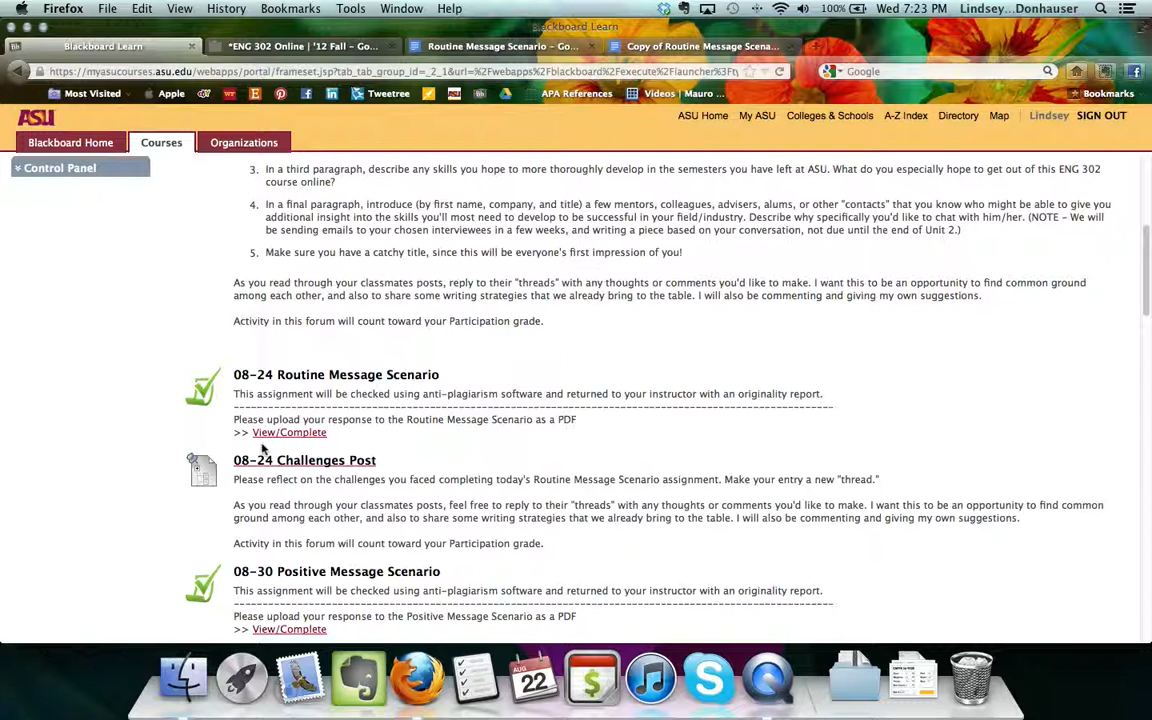 Firefox File Edit View History Bookmarks Tools Window Help 100% Wed 7:23 PM Lindsey...Donhauser
Blackboard Learn
Blackboard Learn *ENG 302 Online | '12 Fall – Go... Routine Message Scenario – Go... Copy of Routine Message Scena...
https://myasucourses.asu.edu/webapps/portal/frameset.jsp?tab_tab_group_id=_2_1&url=%2Fwebapps%2Fblackboard%2Fexecute%2Flauncher%3Fty Google
Most Visited Apple Etsy Tweetree APA References Videos | Mauro ... Bookmarks
ASU ASU Home My ASU Colleges & Schools A-Z Index Directory Map Lindsey SIGN OUT
Blackboard Home Courses Organizations
Control Panel
3. In a third paragraph, describe any skills you hope to more thoroughly develop in the semesters you have left at ASU. What do you especially hope to get out of this ENG 302
course online?
4. In a final paragraph, introduce (by first name, company, and title) a few mentors, colleagues, advisers, alums, or other "contacts" that you know who might be able to give you
additional insight into the skills you'll most need to develop to be successful in your field/industry. Describe why specifically you'd like to chat with him/her. (NOTE – We will
be sending emails to your chosen interviewees in a few weeks, and writing a piece based on your conversation, not due until the end of Unit 2.)
5. Make sure you have a catchy title, since this will be everyone's first impression of you!
As you read through your classmates posts, reply to their "threads" with any thoughts or comments you'd like to make. I want this to be an opportunity to find common ground
among each other, and also to share some writing strategies that we already bring to the table. I will also be commenting and giving my own suggestions.
Activity in this forum will count toward your Participation grade.
08-24 Routine Message Scenario
This assignment will be checked using anti-plagiarism software and returned to your instructor with an originality report.
Please upload your response to the Routine Message Scenario as a PDF
>> View/Complete
08-24 Challenges Post
Please reflect on the challenges you faced completing today's Routine Message Scenario assignment. Make your entry a new "thread."
As you read through your classmates posts, feel free to reply to their "threads" with any thoughts or comments you'd like to make. I want this to be an opportunity to find common
ground among each other, and also to share some writing strategies that we already bring to the table. I will also be commenting and giving my own suggestions.
Activity in this forum will count toward your Participation grade.
08-30 Positive Message Scenario
This assignment will be checked using anti-plagiarism software and returned to your instructor with an originality report.
Please upload your response to the Positive Message Scenario as a PDF
>> View/Complete
AUG
22